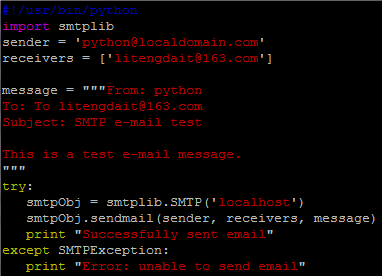 #!/usr/bin/python
import smtplib
sender = 'python@localdomain.com'
receivers = ['litengdait@163.com']
message = """From: python
To: To litengdait@163.com
Subject: SMTP e-mail test
This is a test e-mail message.
"""
try:
smtpObj = smtplib.SMTP('localhost')
smtpObj.sendmail(sender, receivers, message)
print "Successfully sent email"
except SMTPException:
print "Error: unable to send email"